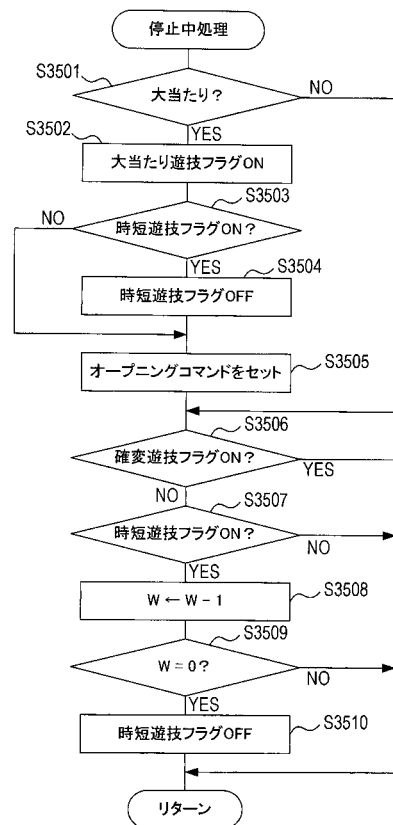 停止中処理
S3501
大当たり?
NO
S3502
YES
大当たり遊技フラグON
S3503
NO
時短遊技フラグON?
YES
S3504
時短遊技フラグOFF
オープニングコマンドをセット
S3505
S3506
確変遊技フラグON?
YES
NO
S3507
時短遊技フラグON?
NO
YES
W ← W - 1
S3508
S3509
W = 0?
NO
YES
S3510
時短遊技フラグOFF
リターン